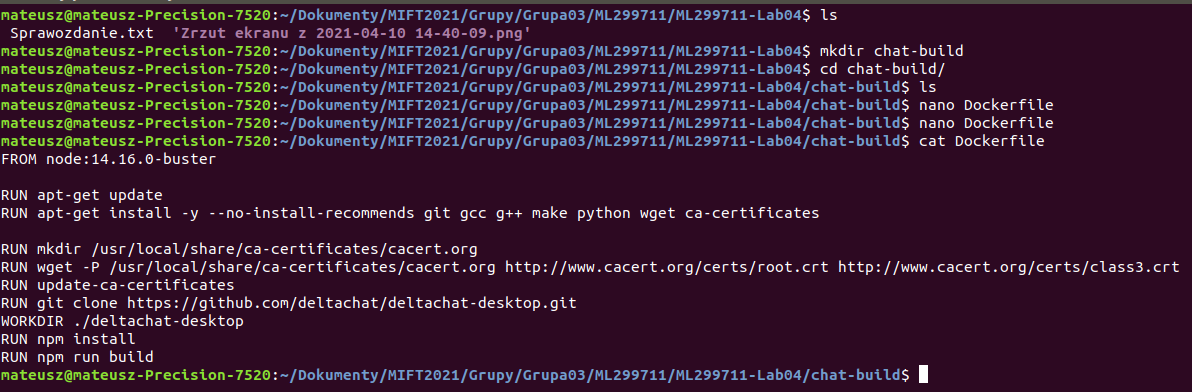 mateusz@mateusz-Precision-7520:~/Dokumenty/MIFT2021/Grupy/Grupa03/ML299711/ML299711-Lab04$ ls
 Sprawozdanie.txt  'Zrzut ekranu z 2021-04-10 14-40-09.png'
mateusz@mateusz-Precision-7520:~/Dokumenty/MIFT2021/Grupy/Grupa03/ML299711/ML299711-Lab04$ mkdir chat-build
mateusz@mateusz-Precision-7520:~/Dokumenty/MIFT2021/Grupy/Grupa03/ML299711/ML299711-Lab04$ cd chat-build/
mateusz@mateusz-Precision-7520:~/Dokumenty/MIFT2021/Grupy/Grupa03/ML299711/ML299711-Lab04/chat-build$ ls
mateusz@mateusz-Precision-7520:~/Dokumenty/MIFT2021/Grupy/Grupa03/ML299711/ML299711-Lab04/chat-build$ nano Dockerfile
mateusz@mateusz-Precision-7520:~/Dokumenty/MIFT2021/Grupy/Grupa03/ML299711/ML299711-Lab04/chat-build$ nano Dockerfile
mateusz@mateusz-Precision-7520:~/Dokumenty/MIFT2021/Grupy/Grupa03/ML299711/ML299711-Lab04/chat-build$ cat Dockerfile
FROM node:14.16.0-buster

RUN apt-get update
RUN apt-get install -y --no-install-recommends git gcc g++ make python wget ca-certificates

RUN mkdir /usr/local/share/ca-certificates/cacert.org
RUN wget -P /usr/local/share/ca-certificates/cacert.org http://www.cacert.org/certs/root.crt http://www.cacert.org/certs/class3.crt
RUN update-ca-certificates
RUN git clone https://github.com/deltachat/deltachat-desktop.git
WORKDIR ./deltachat-desktop
RUN npm install
RUN npm run build
mateusz@mateusz-Precision-7520:~/Dokumenty/MIFT2021/Grupy/Grupa03/ML299711/ML299711-Lab04/chat-build$